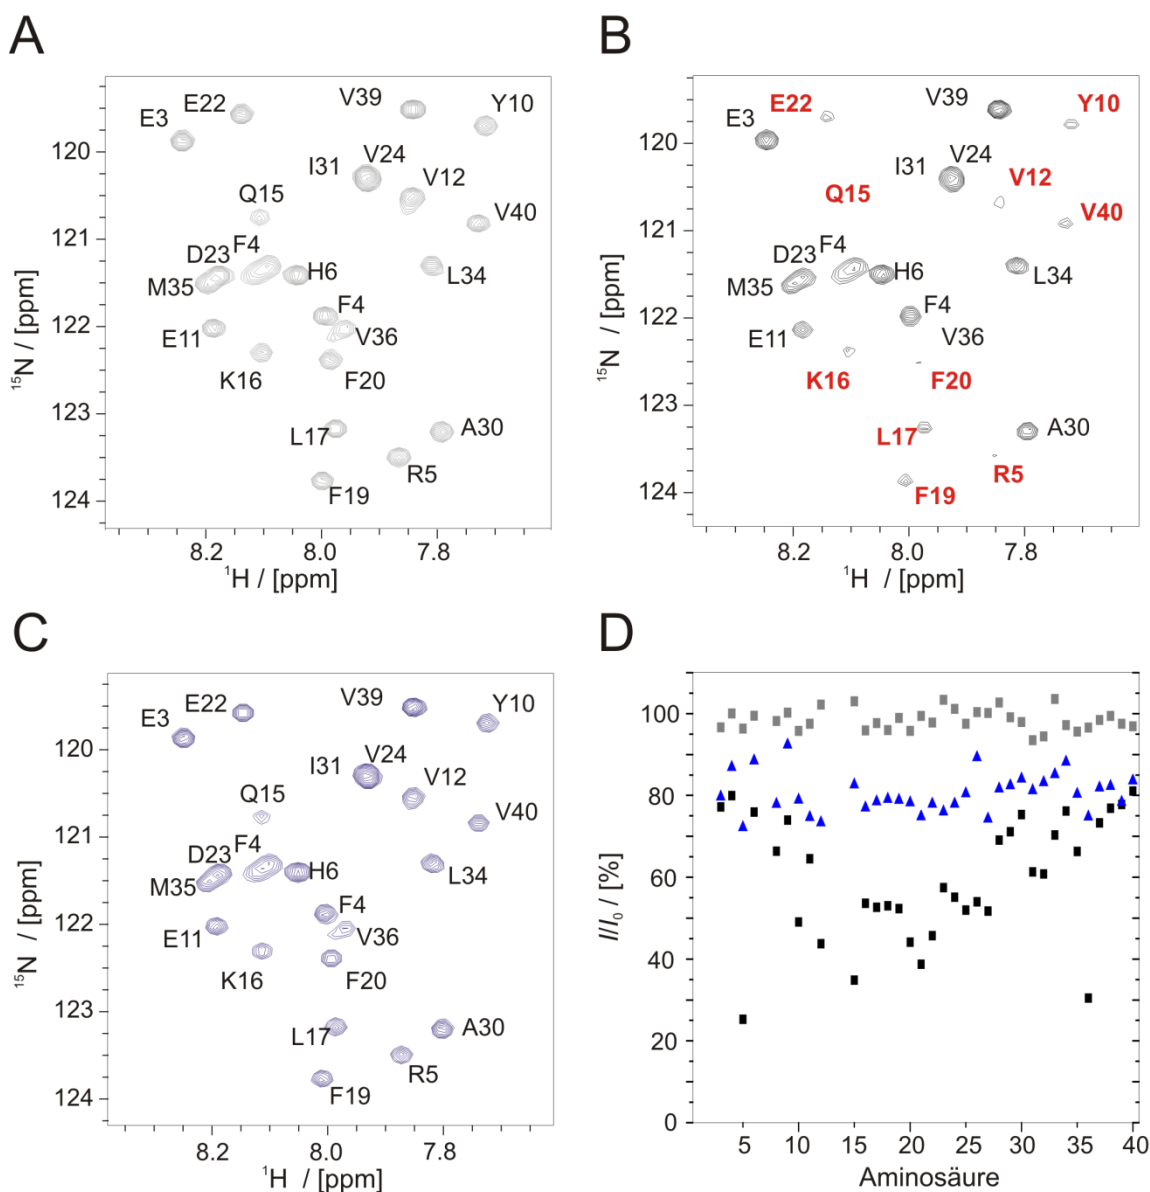 A
E22
V39
Y10
E3
120
I31
V24
V12
Q15
V40
121
D23
F4
H6
L34
M35
122
F4
E11
V36
K16
F20
123
L17
A30
R5
124
F19
8.2
8.0
7.8
¹H / [ppm]
¹⁵N / [ppm]
B
E22
V39
Y10
E3
120
I31
V24
V12
Q15
V40
121
D23
F4
H6
L34
M35
122
F4
E11
V36
K16
F20
123
L17
A30
R5
124
F19
8.2
8.0
7.8
¹H / [ppm]
¹⁵N / [ppm]
C
E3
E22
V39
Y10
120
I31
V24
V12
Q15
V40
121
D23
F4
H6
L34
M35
122
F4
E11
V36
K16
F20
123
L17
A30
R5
124
F19
8.2
8.0
7.8
¹H / [ppm]
¹⁵N / [ppm]
D
100
80
60
40
20
0
I/I₀ / [%]
5
10
15
20
25
30
35
40
Aminosäure